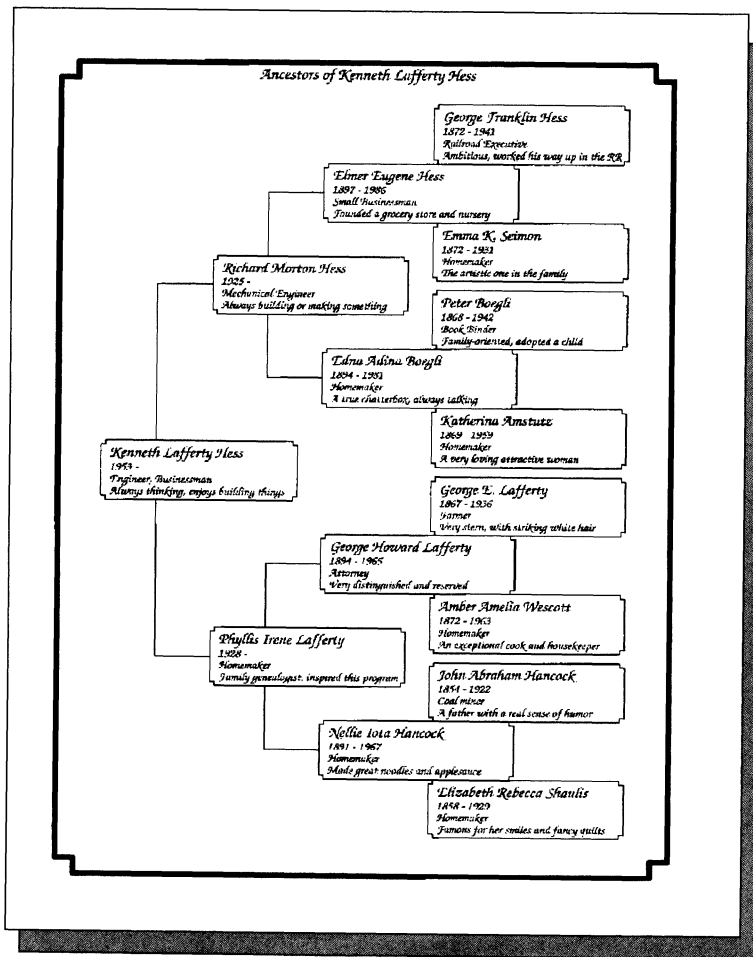 Ancestors of Kenneth Lafferty Hess
George Franklin Hess
1872 - 1941
Railroad Executive
Ambitious, worked his way up in the RR
Elmer Eugene Hess
1897 - 1986
Small Businessman
Founded a grocery store and nursery
Emma K. Seimon
1872 - 1931
Homemaker
The artistic one in the family
Richard Morton Hess
1925 -
Mechanical Engineer
Always building or making something
Peter Boegli
1868 - 1942
Book Binder
Family-oriented, adopted a child
Edna Adina Boegli
1894 - 1981
Homemaker
A true chatterbox, always talking
Katherina Amstutz
1869 - 1959
Homemaker
A very loving attractive woman
Kenneth Lafferty Hess
1953 -
Engineer, Businessman
Always thinking, enjoys building things
George E. Lafferty
1867 - 1936
Farmer
Very stern, with striking white hair
George Howard Lafferty
1894 - 1965
Attorney
Very distinguished and reserved
Amber Amelia Wescott
1872 - 1963
Homemaker
An exceptional cook and housekeeper
Phyllis Irene Lafferty
1928 -
Homemaker
Family genealogist, inspired this program
John Abraham Hancock
1854 - 1922
Coal miner
A father with a real sense of humor
Nellie Iota Hancock
1891 - 1967
Homemaker
Made great noodles and applesauce
Elizabeth Rebecca Shaulis
1858 - 1929
Homemaker
Famous for her smiles and fancy quilts